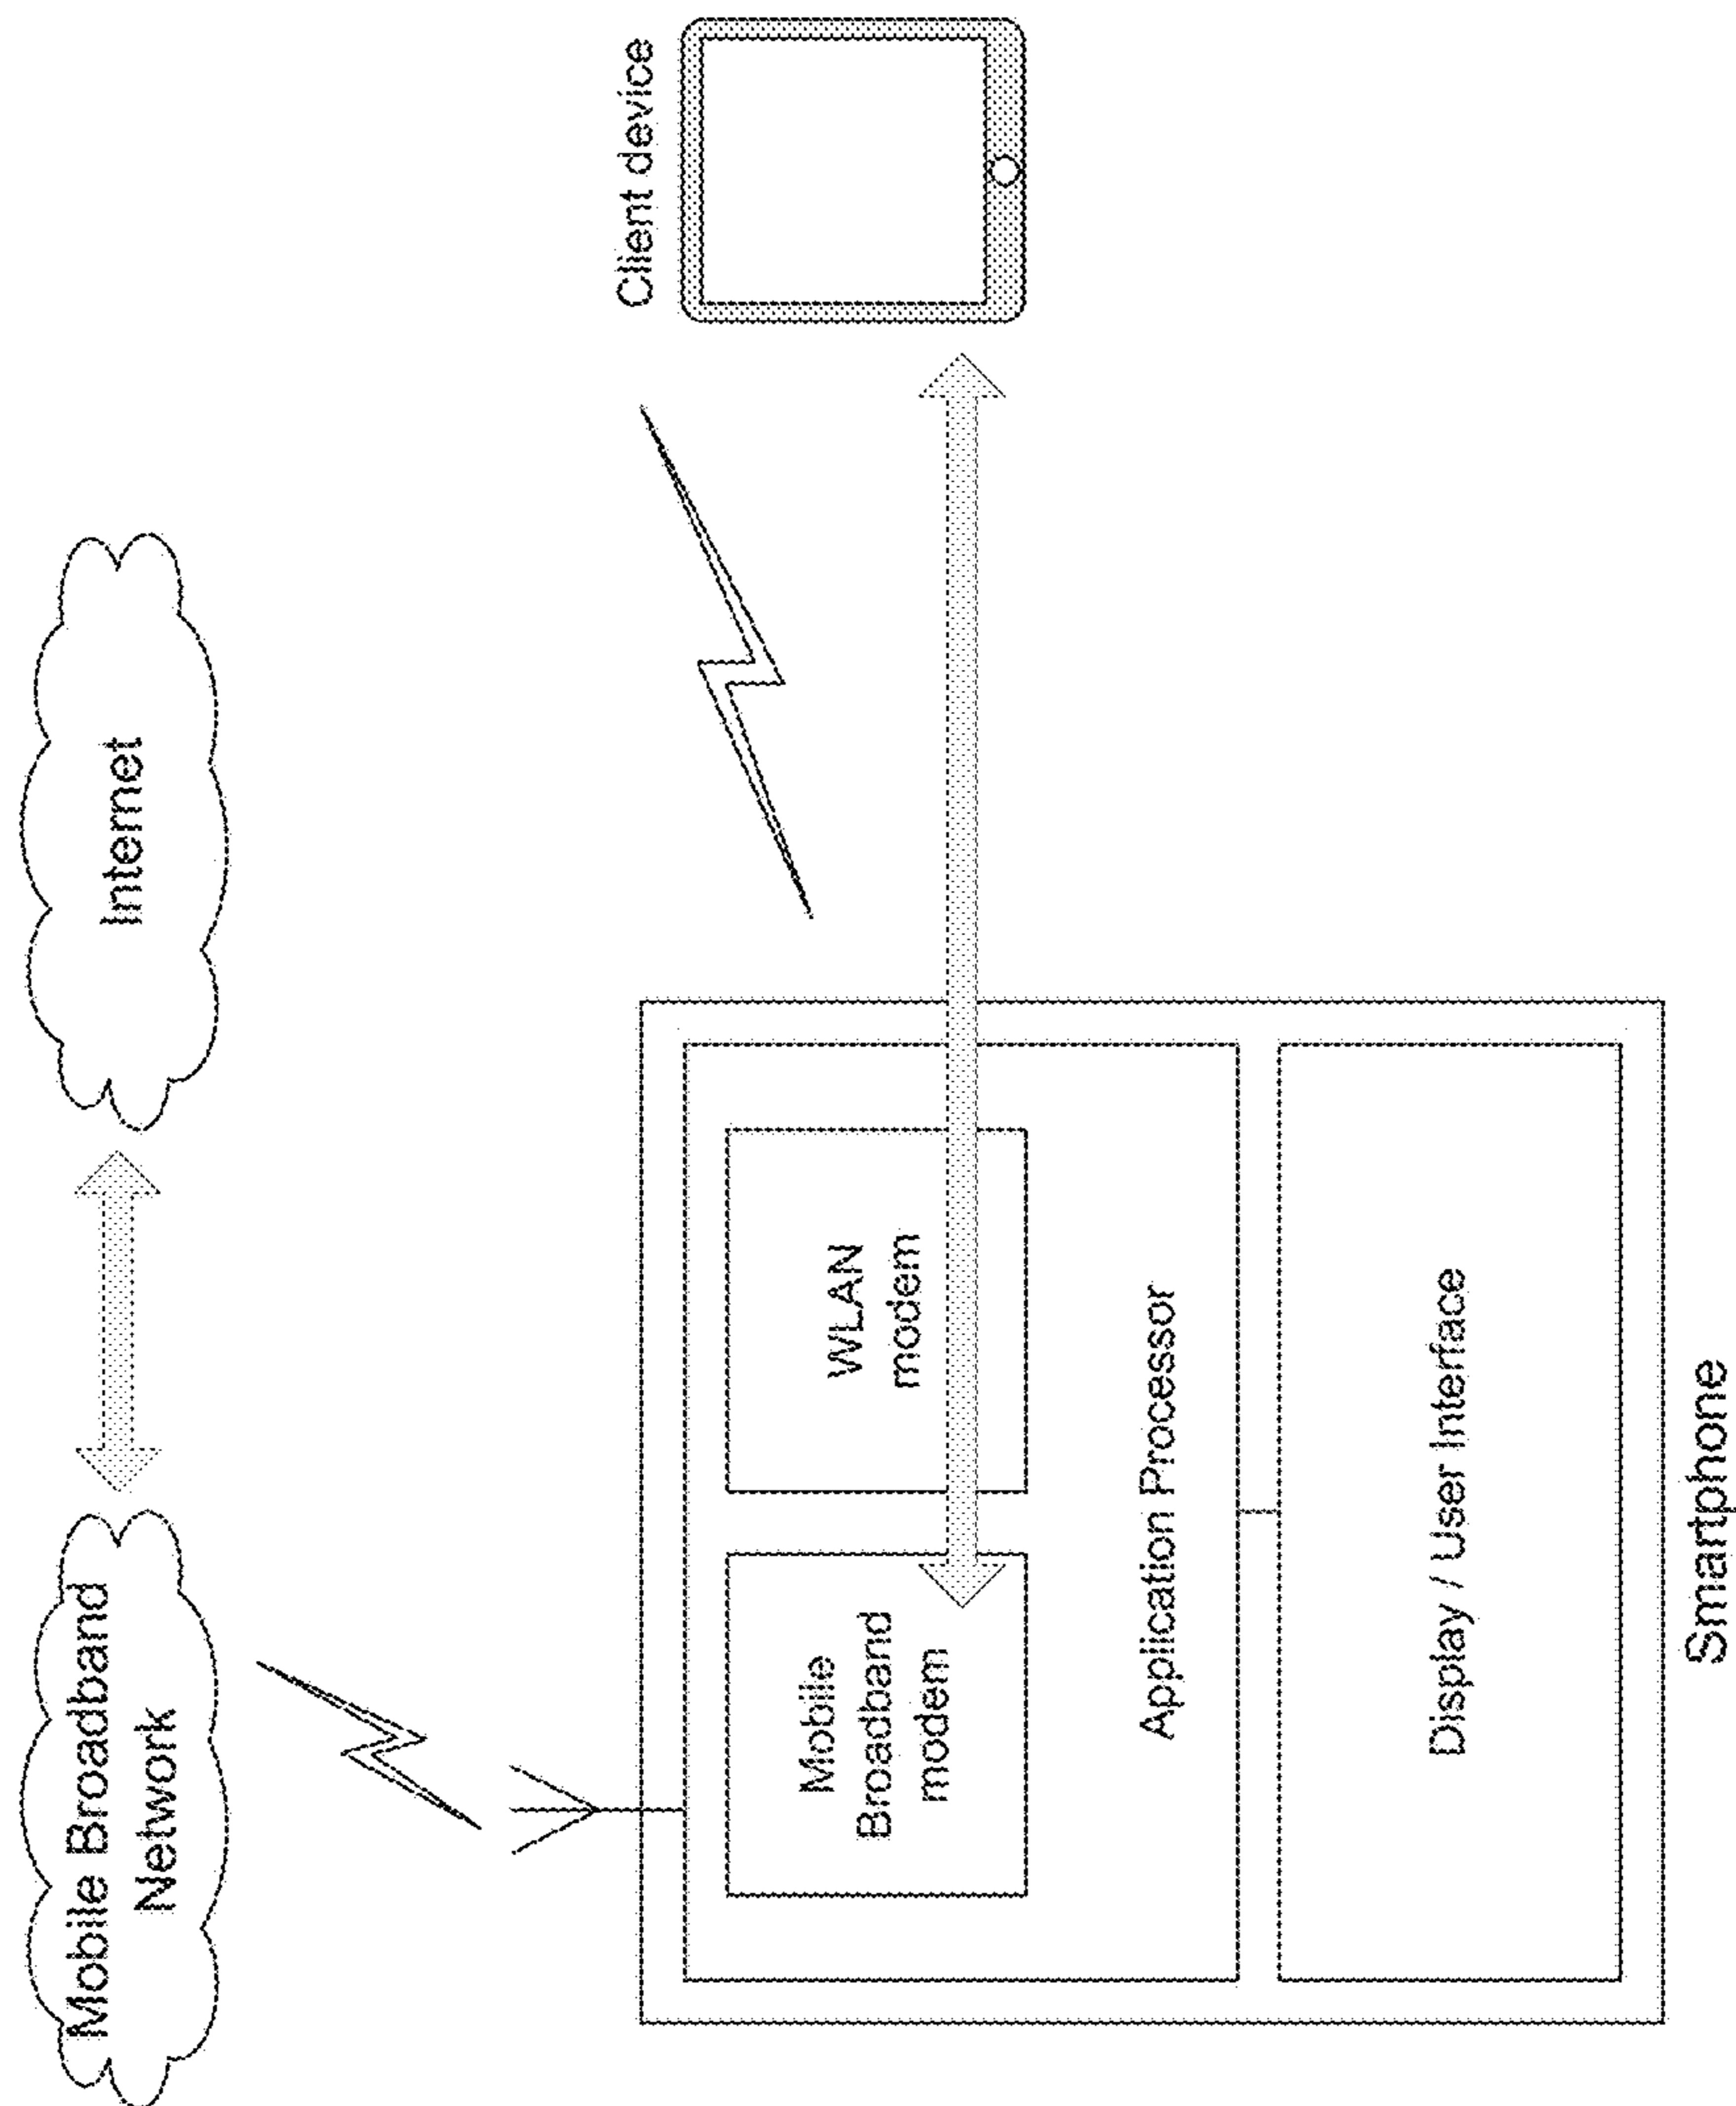 Mobile Broadband
Network
Internet
Client device
Mobile
Broadband
modem
WLAN
modem
Application Processor
Display / User Interface
Smartphone